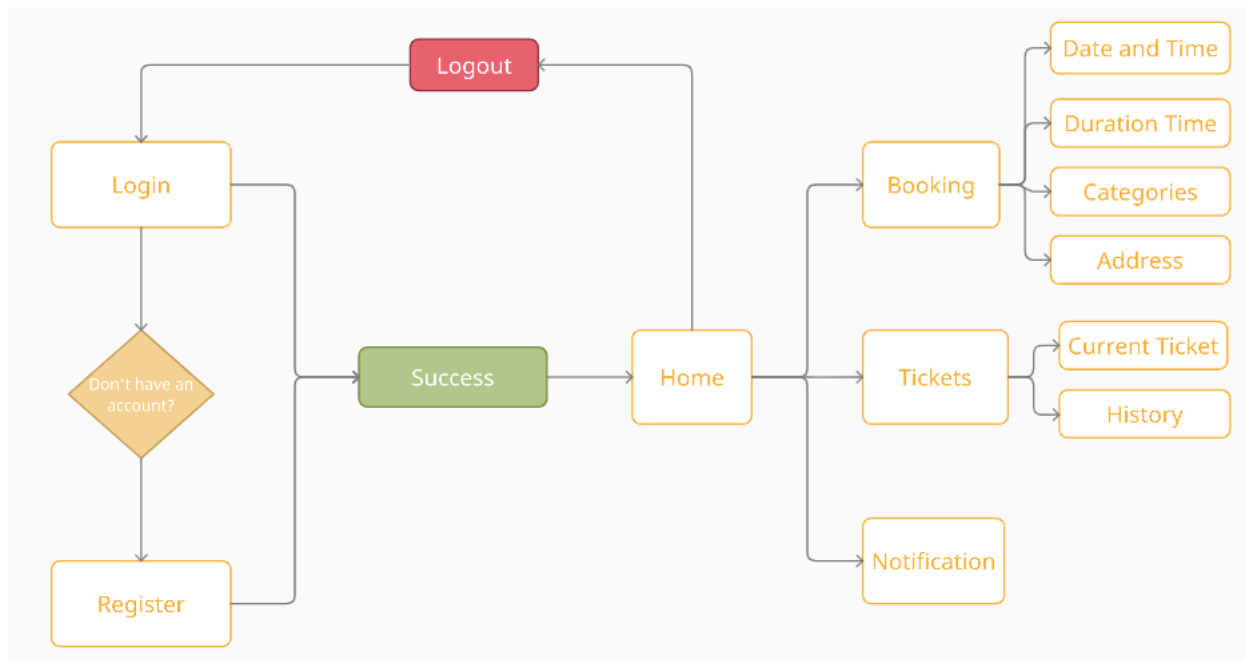 Logout
Date and Time
Duration Time
Login
Booking
Categories
Address
Don't have an
account?
Success
Home
Tickets
Current Ticket
History
Register
Notification